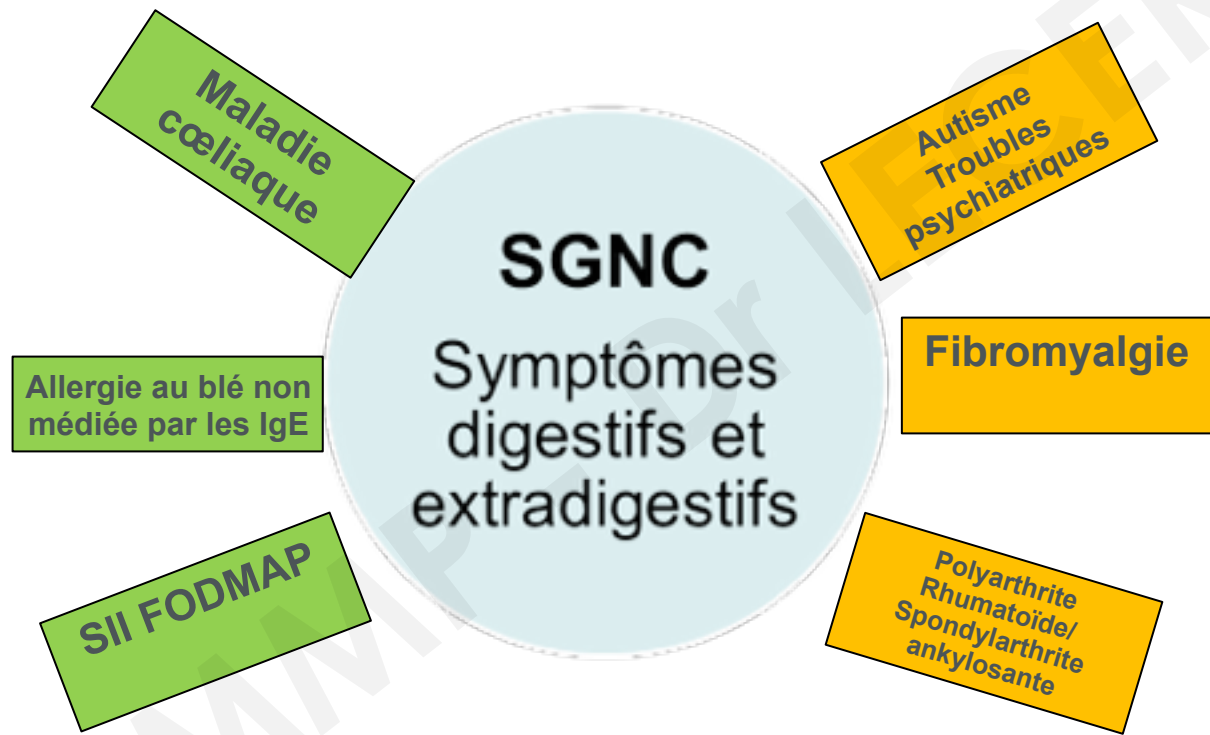 Maladie
cœliaque
Autisme
Troubles
psychiatriques
SGNC
Symptômes
digestifs et
extradigestifs
Allergie au blé non
médiée par les IgE
Fibromyalgie
SII FODMAP
Polyarthrite
Rhumatoïde/
Spondylarthrite
ankylosante